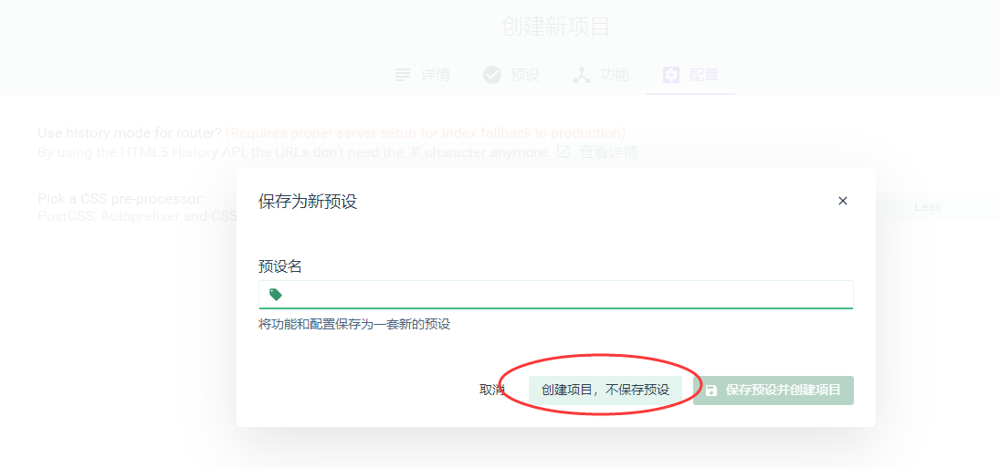 创建新项目
详情 预设 功能 配置
Use history mode for router? (Requires proper server setup for index fallback in production)
By using the HTML5 History API, the URLs don't need the '#' character anymore. 查看详情
Pick a CSS pre-processor:
PostCSS, Autoprefixer and CSS
Less
保存为新预设
预设名
将功能和配置保存为一套新的预设
取消 创建项目，不保存预设 保存预设并创建项目